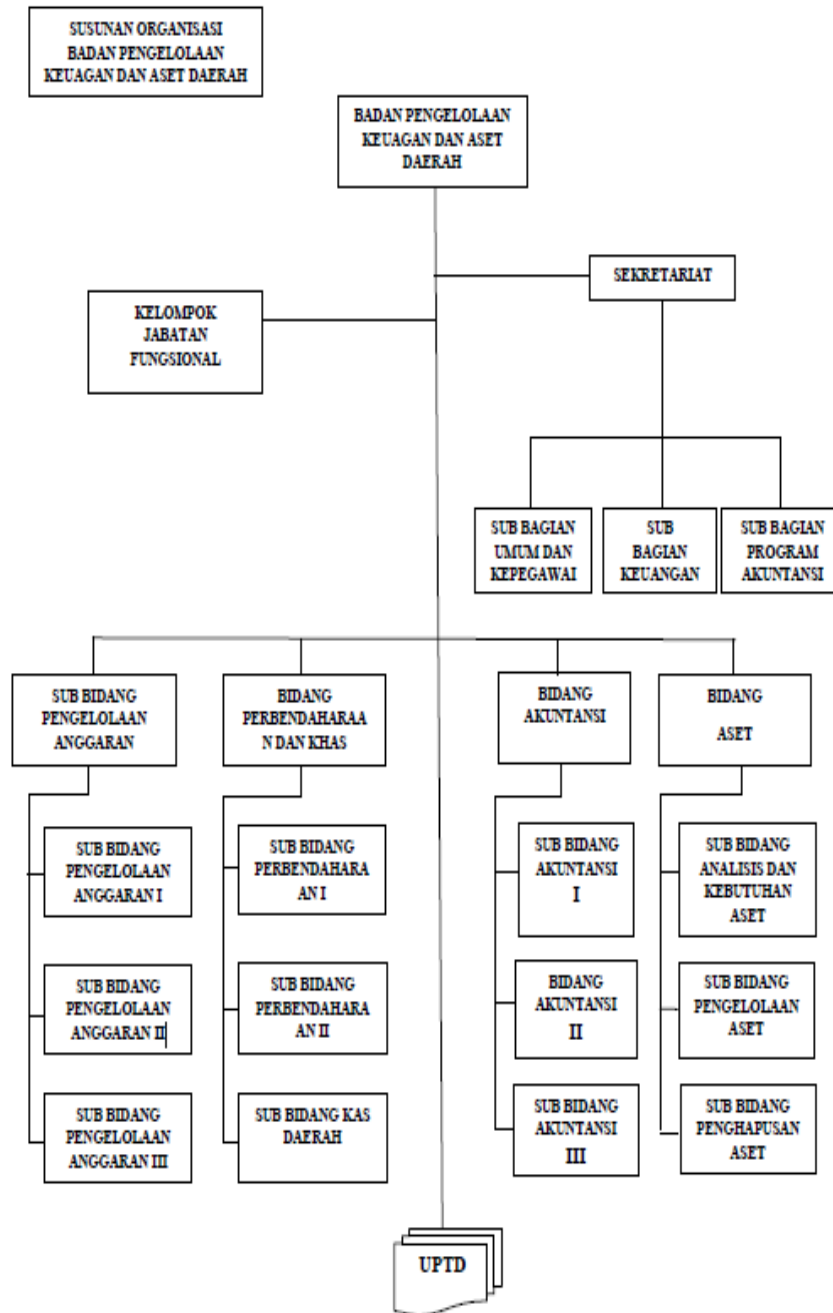 SUSUNAN ORGANISASI
BADAN PENGELOLAAN
KEUAGAN DAN ASET DAERAH
BADAN PENGELOLAAN
KEUAGAN DAN ASET
DAERAH
SEKRETARIAT
KELOMPOK
JABATAN
FUNGSIONAL
SUB BAGIAN
UMUM DAN
KEPEGAWAI
SUB
BAGIAN
KEUANGAN
SUB BAGIAN
PROGRAM
AKUNTANSI
SUB BIDANG
PENGELOLAAN
ANGGARAN
BIDANG
PERBENDAHARAA
N DAN KHAS
BIDANG
AKUNTANSI
BIDANG
ASET
SUB BIDANG
PENGELOLAAN
ANGGARAN I
SUB BIDANG
PERBENDAHARA
AN I
SUB BIDANG
AKUNTANSI
I
SUB BIDANG
ANALISIS DAN
KEBUTUHAN
ASET
SUB BIDANG
PENGELOLAAN
ANGGARAN II
SUB BIDANG
PERBENDAHARA
AN II
BIDANG
AKUNTANSI
II
SUB BIDANG
PENGELOLAAN
ASET
SUB BIDANG
PENGELOLAAN
ANGGARAN III
SUB BIDANG KAS
DAERAH
SUB BIDANG
AKUNTANSI
III
SUB BIDANG
PENGHAPUSAN
ASET
UPTD